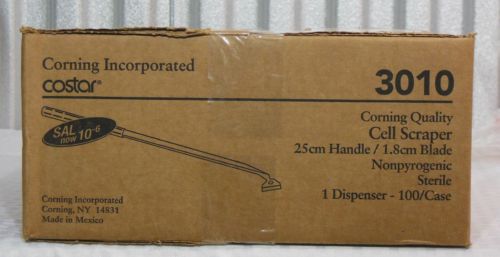 Corning Incorporated
costar®
SAL
now 10-6
Corning Incorporated
Corning, NY 14831
Made in Mexico
3010
Corning Quality
Cell Scraper
25cm Handle / 1.8cm Blade
Nonpyrogenic
Sterile
1 Dispenser - 100/Case